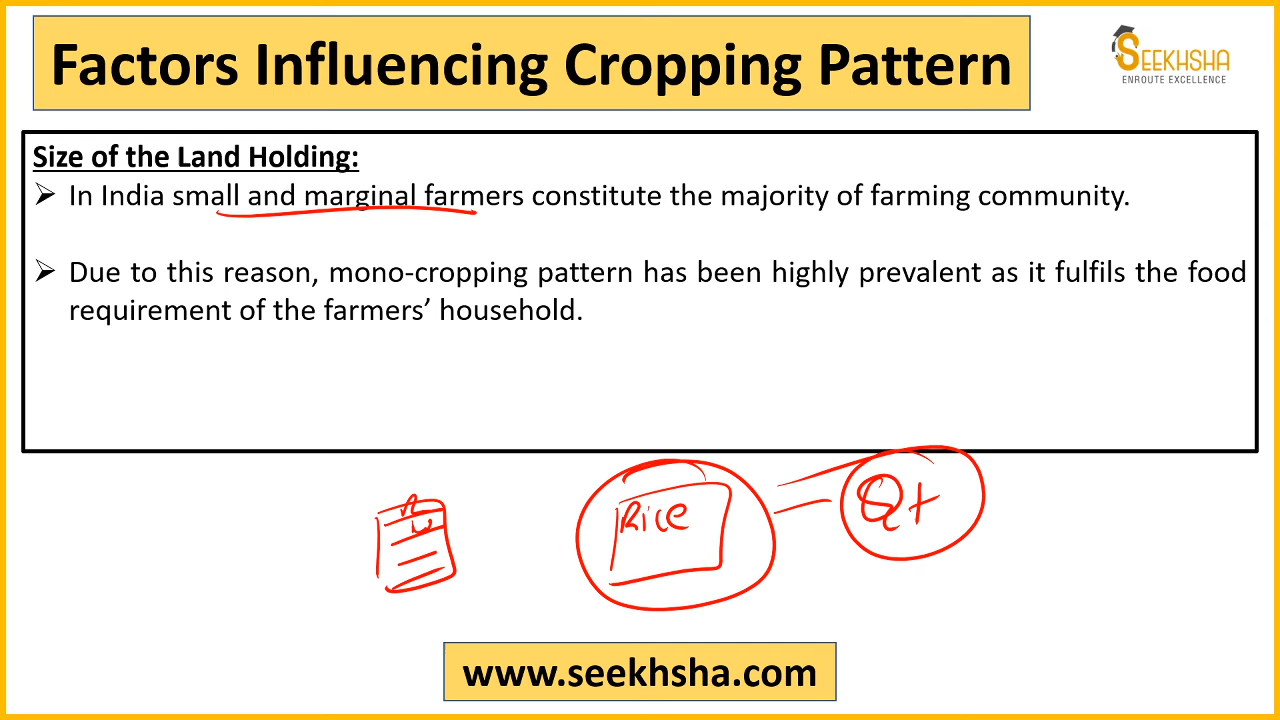 Factors Influencing Cropping Pattern
SEEKHSHA
ENROUTE EXCELLENCE
Size of the Land Holding:
➢ In India small and marginal farmers constitute the majority of farming community.
➢ Due to this reason, mono-cropping pattern has been highly prevalent as it fulfils the food
requirement of the farmers’ household.
Rice
www.seekhsha.com